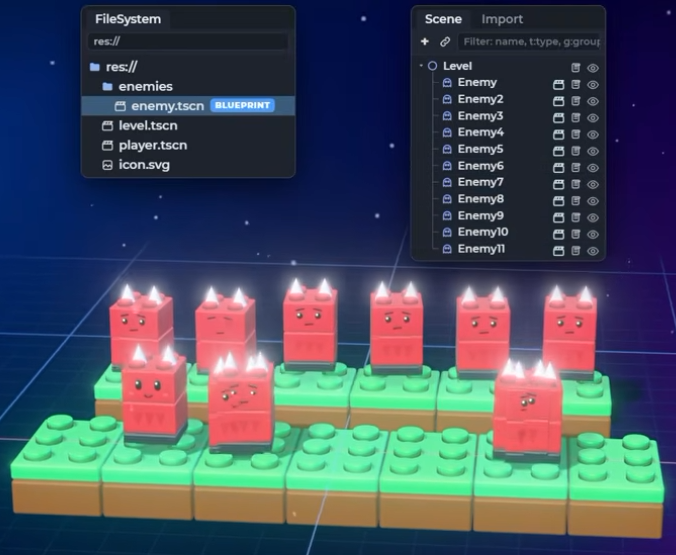 FileSystem
res://
res://
enemies
enemy.tscn BLUEPRINT
level.tscn
player.tscn
icon.svg
Scene Import
Filter: name, t:type, g:group
Level
Enemy
Enemy2
Enemy3
Enemy4
Enemy5
Enemy6
Enemy7
Enemy8
Enemy9
Enemy10
Enemy11